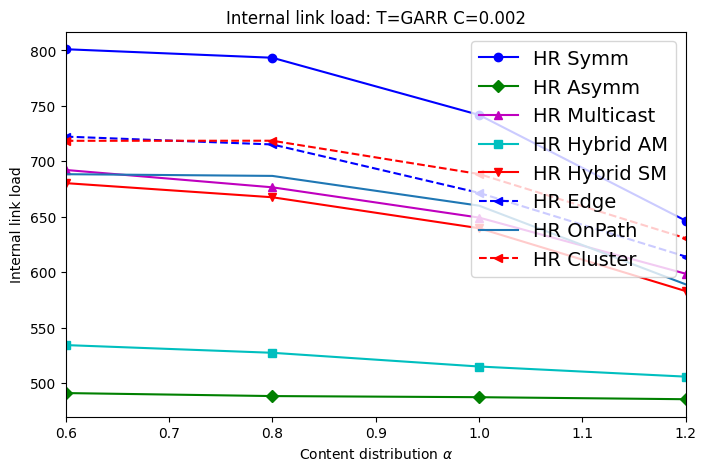 Internal link load: T=GARR C=0.002
800
750
700
650
600
550
500
Internal link load
HR Symm
HR Asymm
HR Multicast
HR Hybrid AM
HR Hybrid SM
HR Edge
HR OnPath
HR Cluster
0.6 0.7 0.8 0.9 1.0 1.1 1.2
Content distribution α